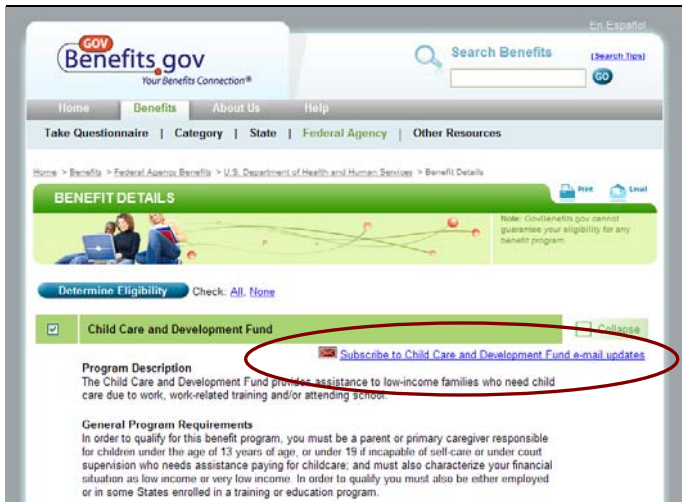 En Español
GOV
Benefits.gov
Your Benefits Connection®
Search Benefits
(Search Tips)
GO
Home Benefits About Us Help
Take Questionnaire | Category | State | Federal Agency | Other Resources
Home > Benefits > Federal Agency Benefits > U.S. Department of Health and Human Services > Benefit Details
BENEFIT DETAILS
Print Email
Note: GovBenefits.gov cannot
guarantee your eligibility for any
benefit program.
Determine Eligibility Check: All, None
Child Care and Development Fund
Collapse
Subscribe to Child Care and Development Fund e-mail updates
Program Description
The Child Care and Development Fund provides assistance to low-income families who need child
care due to work, work-related training and/or attending school.
General Program Requirements
In order to qualify for this benefit program, you must be a parent or primary caregiver responsible
for children under the age of 13 years of age, or under 19 if incapable of self-care or under court
supervision who needs assistance paying for childcare; and must also characterize your financial
situation as low income or very low income. In order to qualify you must also be either employed
or in some States enrolled in a training or education program.